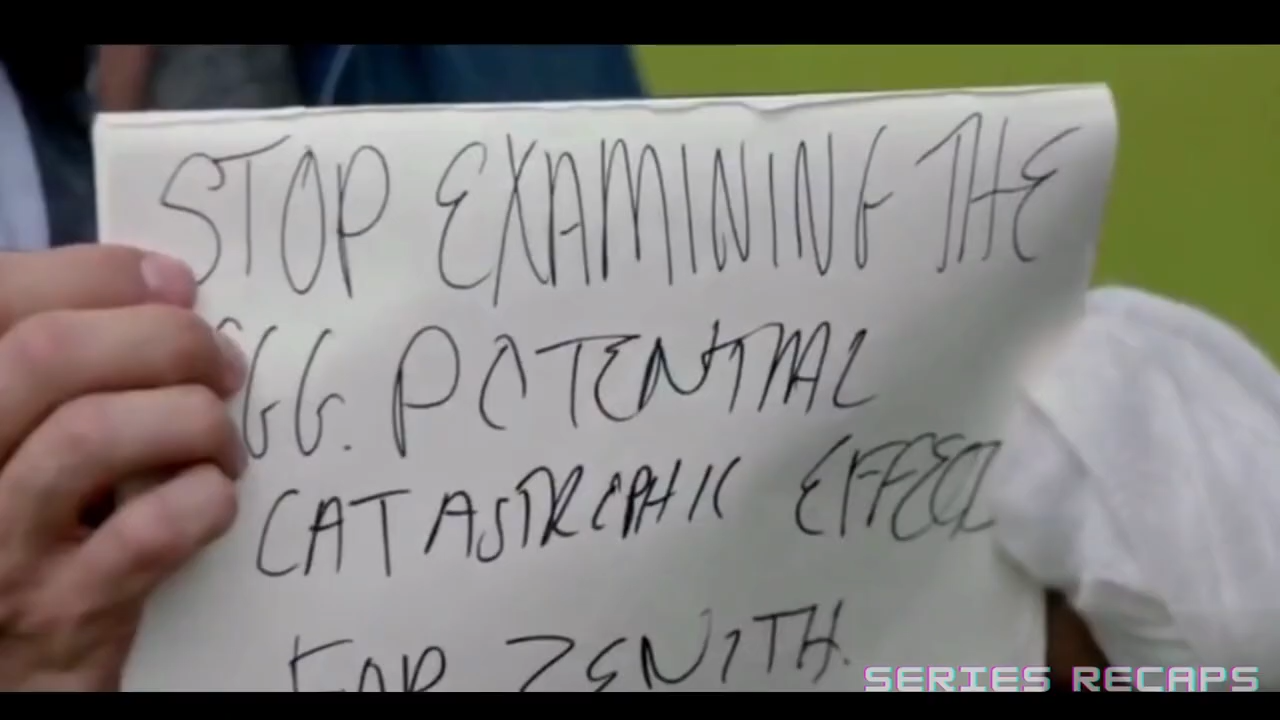 STOP EXAMINING THE
EGG. POTENTIAL
CATASTROPHIC EFFECT
FOR ZENITH.
SERIES RECAPS